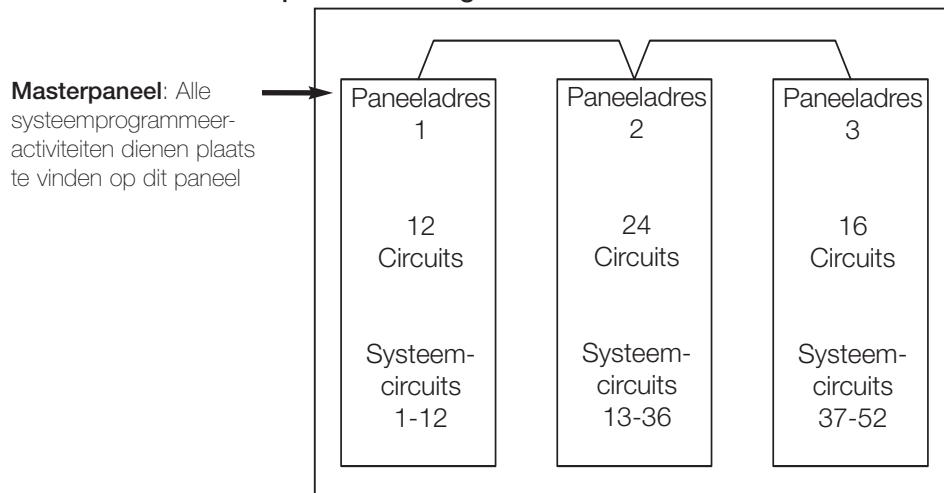 Masterpaneel: Alle
systeemprogrammeer-
activiteiten dienen plaats
te vinden op dit paneel
Paneeladres
1
12
Circuits
Systeem-
circuits
1-12
Paneeladres
2
24
Circuits
Systeem-
circuits
13-36
Paneeladres
3
16
Circuits
Systeem-
circuits
37-52